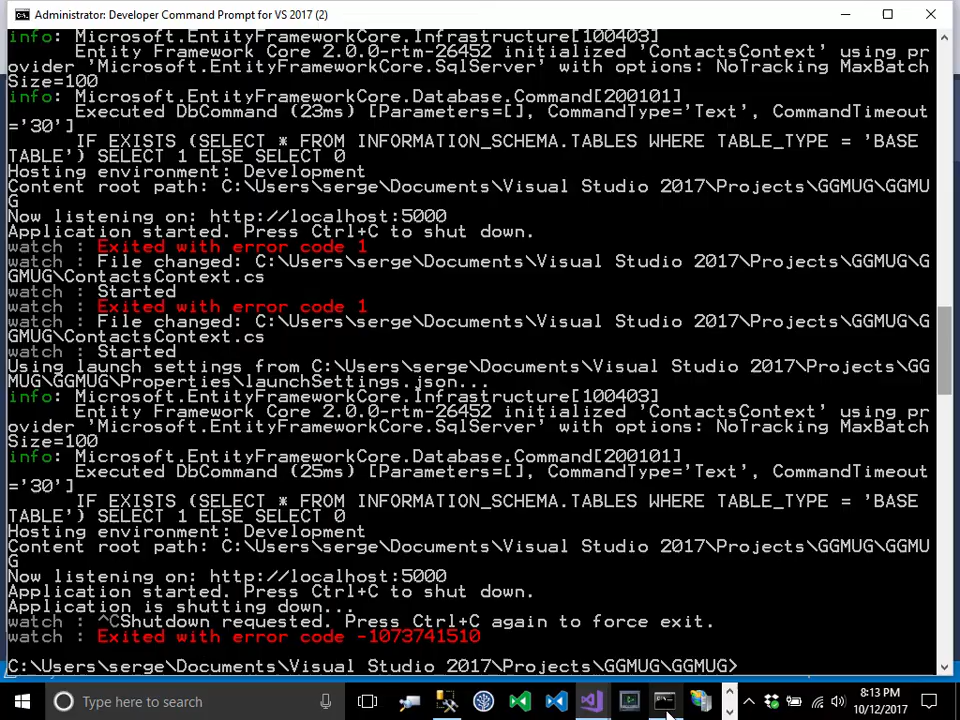 Administrator: Developer Command Prompt for VS 2017 (2)
info: Microsoft.EntityFrameworkCore.Infrastructure[100403]
Entity Framework Core 2.0.0-rtm-26452 initialized 'ContactsContext' using pr
ovider 'Microsoft.EntityFrameworkCore.SqlServer' with options: NoTracking MaxBatch
Size=100
info: Microsoft.EntityFrameworkCore.Database.Command[200101]
Executed DbCommand (23ms) [Parameters=[], CommandType='Text', CommandTimeout
='30']
IF EXISTS (SELECT * FROM INFORMATION_SCHEMA.TABLES WHERE TABLE_TYPE = 'BASE
TABLE') SELECT 1 ELSE SELECT 0
Hosting environment: Development
Content root path: C:\Users\serge\Documents\Visual Studio 2017\Projects\GGMUG\GGMU
G
Now listening on: http://localhost:5000
Application started. Press Ctrl+C to shut down.
watch : Exited with error code 1
watch : File changed: C:\Users\serge\Documents\Visual Studio 2017\Projects\GGMUG\G
GMUG\ContactsContext.cs
watch : Started
watch : Exited with error code 1
watch : File changed: C:\Users\serge\Documents\Visual Studio 2017\Projects\GGMUG\G
GMUG\ContactsContext.cs
watch : Started
Using launch settings from C:\Users\serge\Documents\Visual Studio 2017\Projects\GG
MUG\GGMUG\Properties\launchSettings.json...
info: Microsoft.EntityFrameworkCore.Infrastructure[100403]
Entity Framework Core 2.0.0-rtm-26452 initialized 'ContactsContext' using pr
ovider 'Microsoft.EntityFrameworkCore.SqlServer' with options: NoTracking MaxBatch
Size=100
info: Microsoft.EntityFrameworkCore.Database.Command[200101]
Executed DbCommand (25ms) [Parameters=[], CommandType='Text', CommandTimeout
='30']
IF EXISTS (SELECT * FROM INFORMATION_SCHEMA.TABLES WHERE TABLE_TYPE = 'BASE
TABLE') SELECT 1 ELSE SELECT 0
Hosting environment: Development
Content root path: C:\Users\serge\Documents\Visual Studio 2017\Projects\GGMUG\GGMU
G
Now listening on: http://localhost:5000
Application started. Press Ctrl+C to shut down.
Application is shutting down...
watch : ^CShutdown requested. Press Ctrl+C again to force exit.
watch : Exited with error code -1073741510
C:\Users\serge\Documents\Visual Studio 2017\Projects\GGMUG\GGMUG>
Type here to search
8:13 PM
10/12/2017